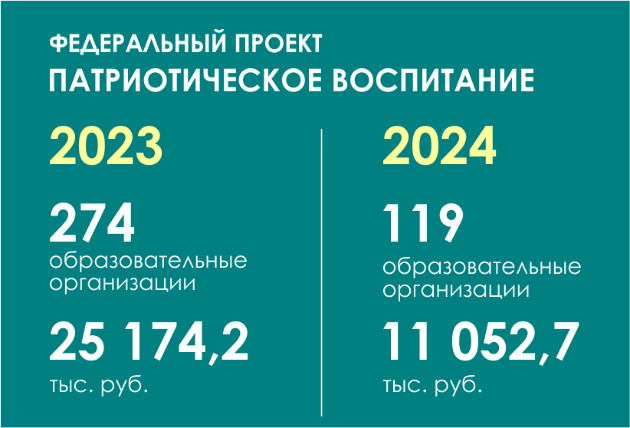 ФЕДЕРАЛЬНЫЙ ПРОЕКТ
ПАТРИОТИЧЕСКОЕ ВОСПИТАНИЕ
2023
274
образовательные
организации
25 174,2
тыс. руб.
2024
119
образовательные
организации
11 052,7
тыс. руб.